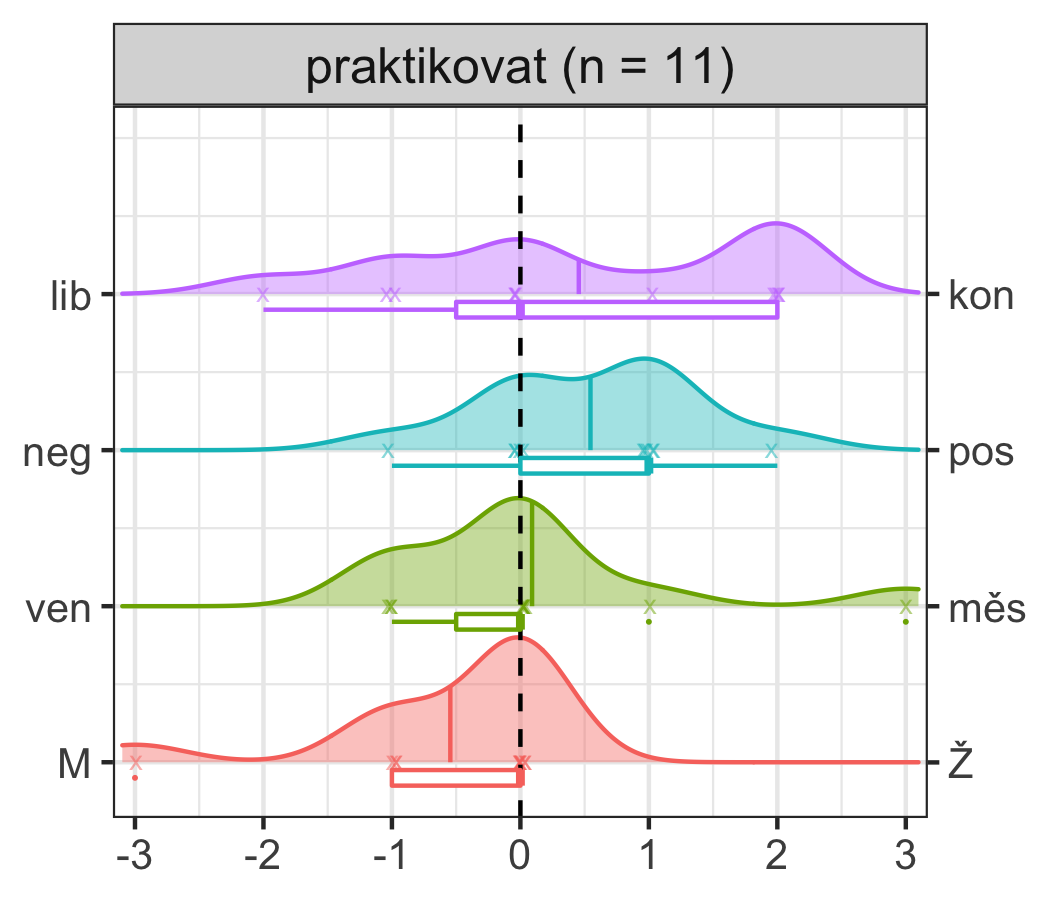 praktikovat (n = 11)
lib kon
neg pos
ven měs
M Ž
-3 -2 -1 0 1 2 3